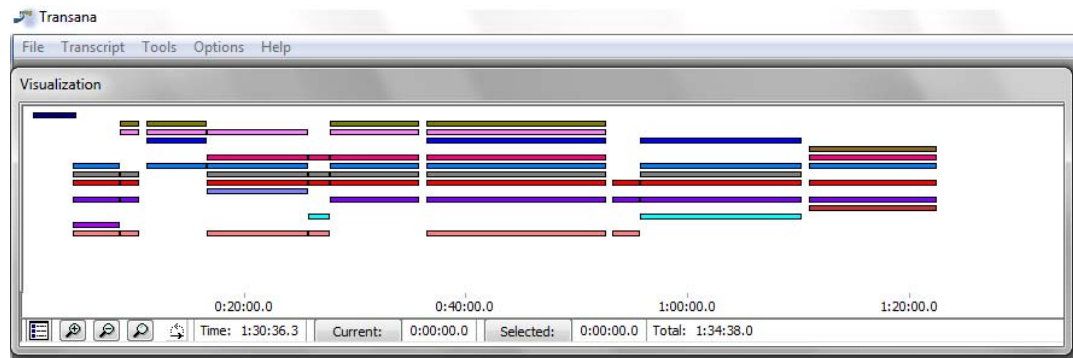 Transana
File Transcript Tools Options Help
Visualization
0:20:00.0 0:40:00.0 1:00:00.0 1:20:00.0
Time: 1:30:36.3 Current: 0:00:00.0 Selected: 0:00:00.0 Total: 1:34:38.0